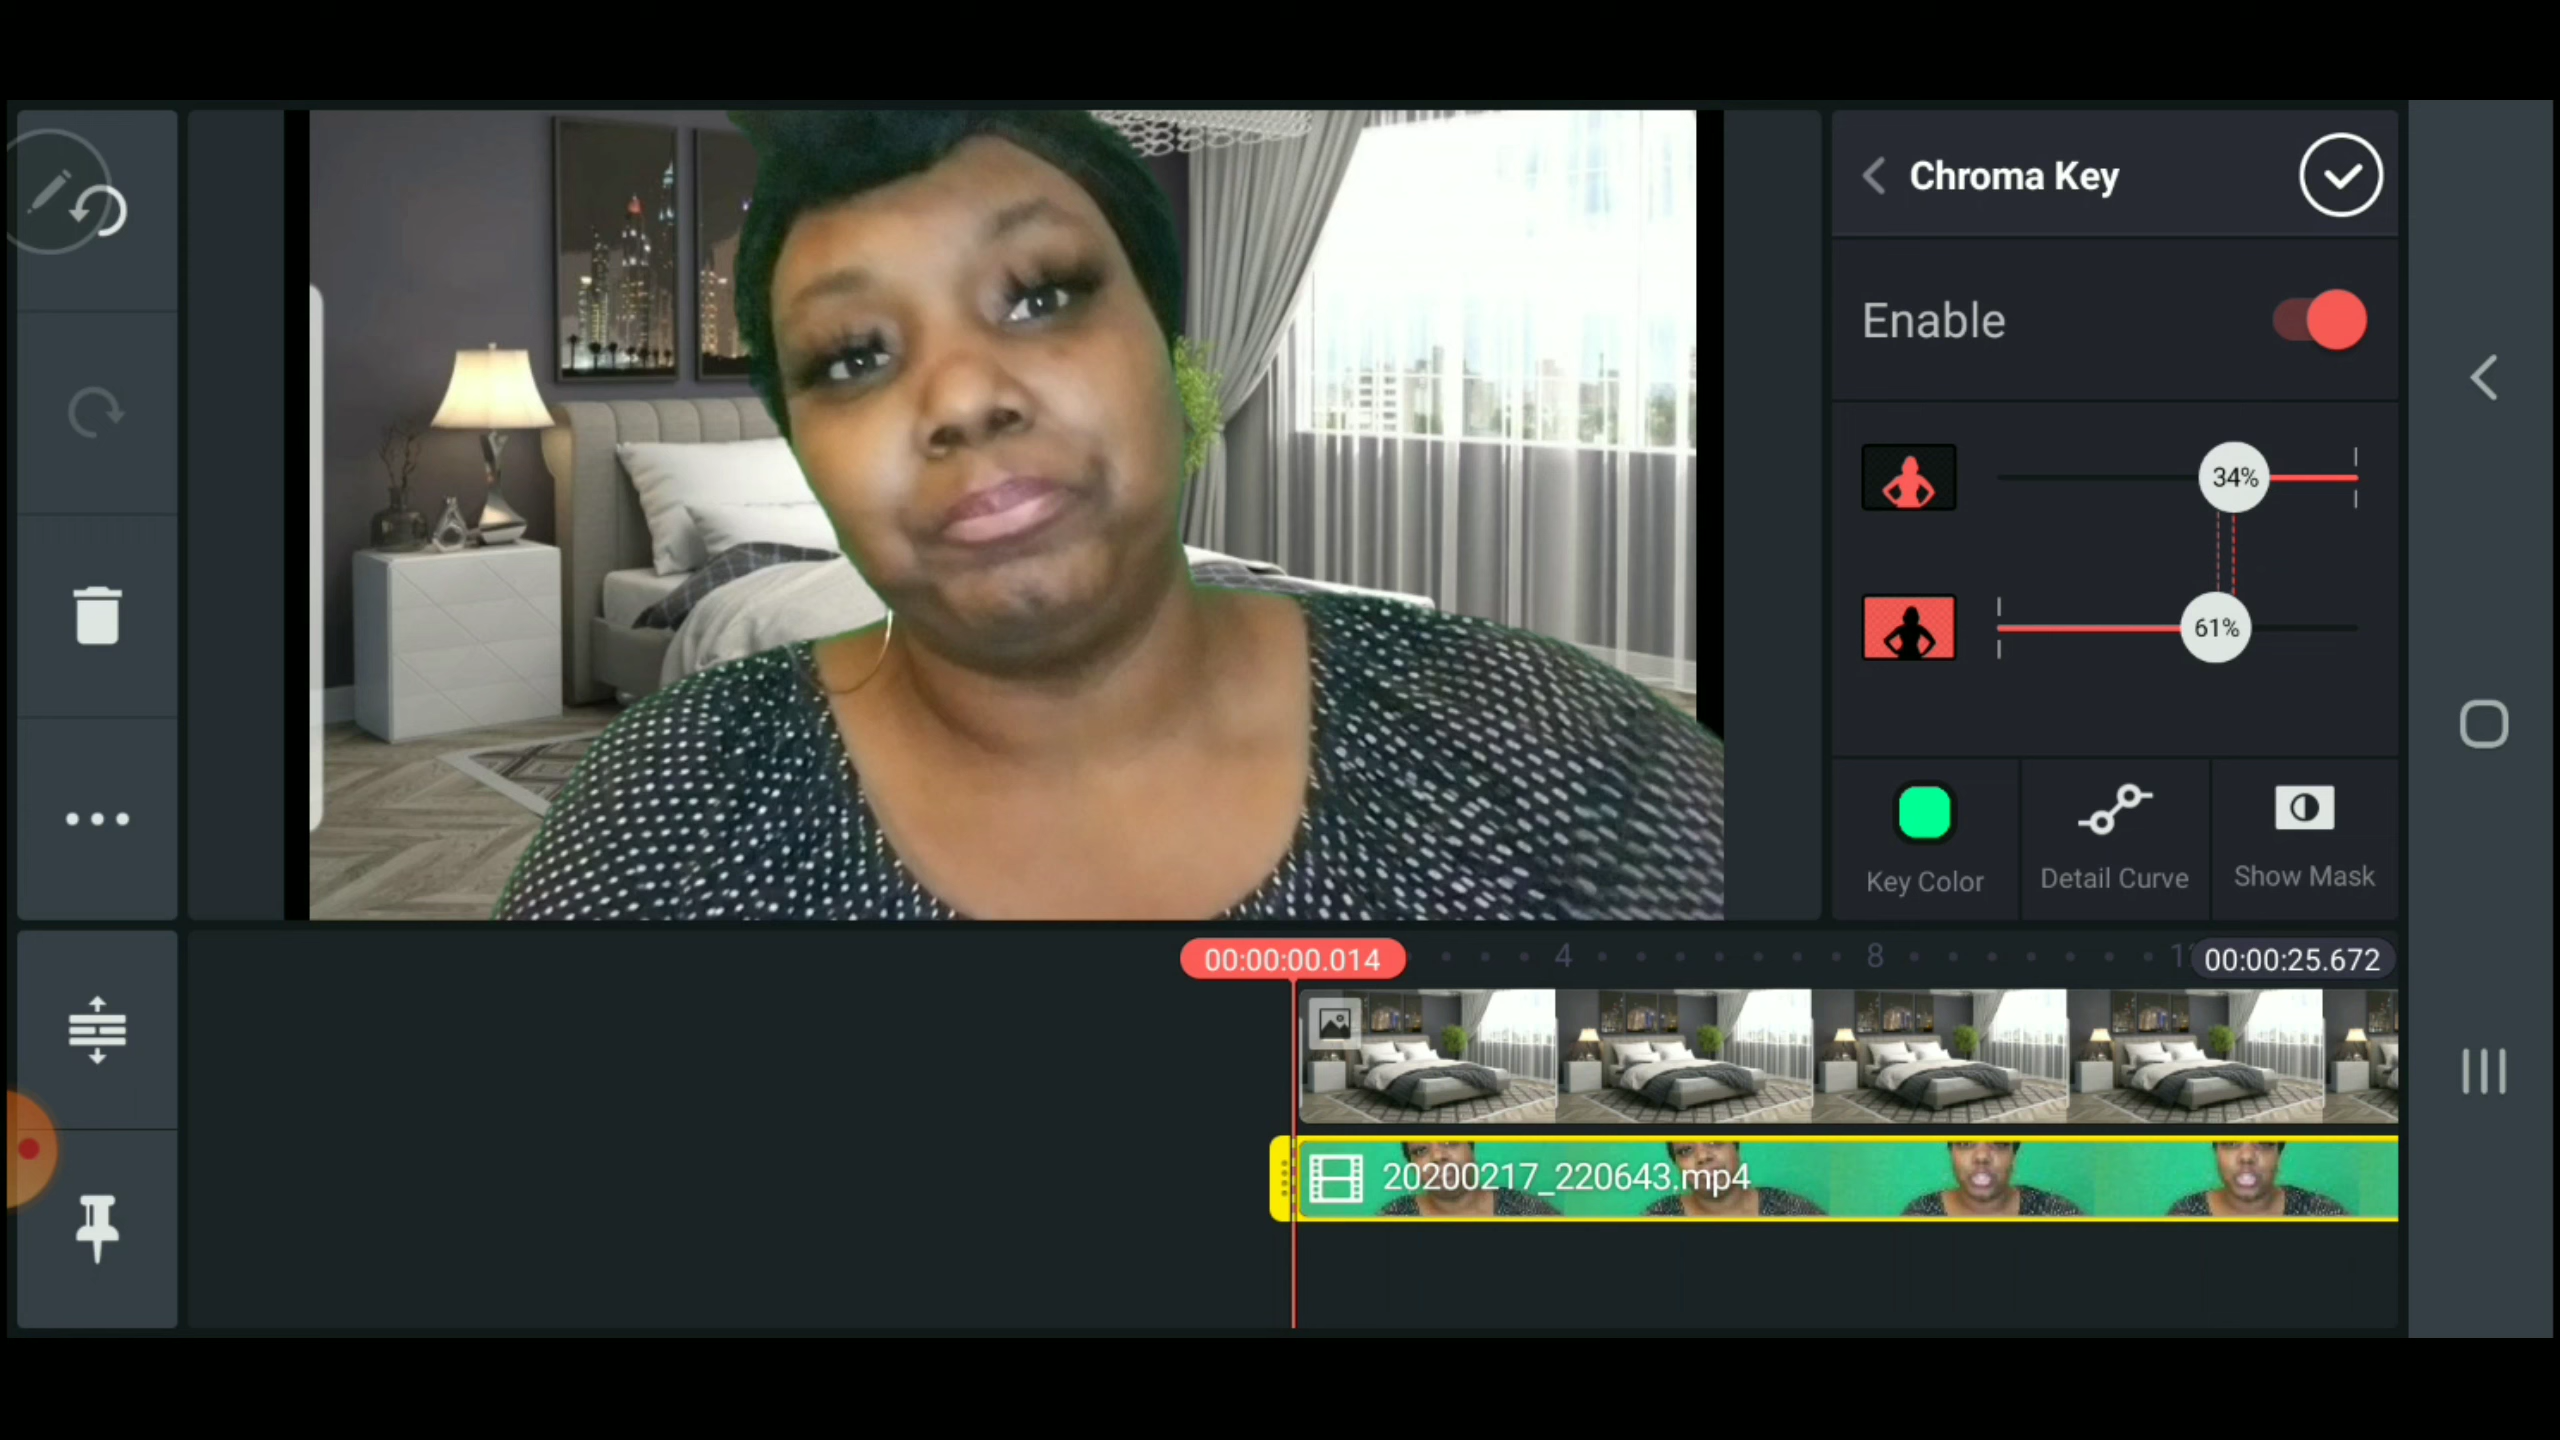 Chroma Key
Enable
34%
61%
Key Color
Detail Curve
Show Mask
00:00:00.014
4
8
00:00:25.672
20200217_220643.mp4